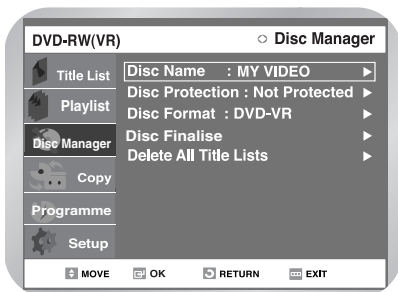 DVD-RW(VR)
Disc Manager
Title List
Disc Name : MY VIDEO
Disc Protection : Not Protected
Playlist
Disc Format : DVD-VR
Disc Manager
Disc Finalise
Delete All Title Lists
Copy
Programme
Setup
MOVE OK RETURN EXIT